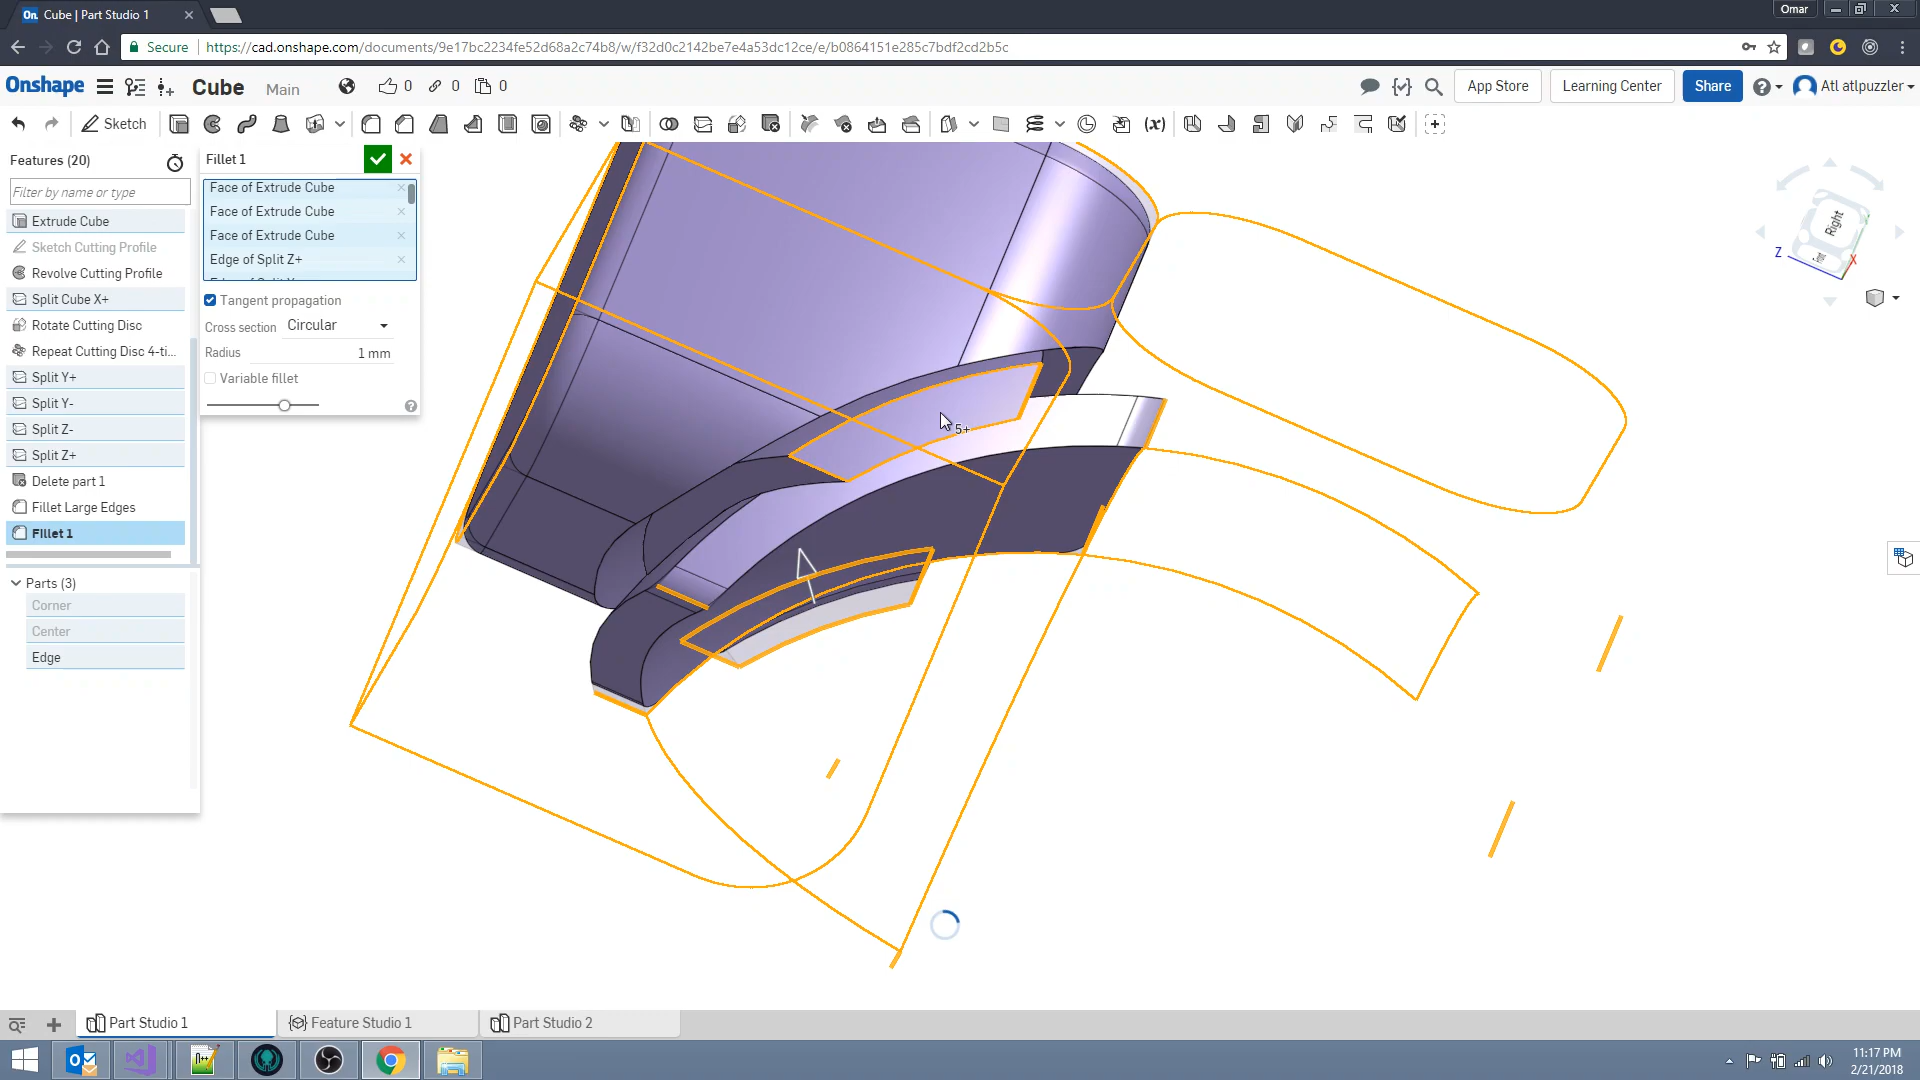 On Cube | Part Studio 1
Omar
Secure https://cad.onshape.com/documents/9e17bc2234fe52d68a2c74b8/w/f32d0c2142be7e4a53dc12ce/e/b0864151e285c7bdf2cd2b5c
Onshape Cube Main 0 0 0 App Store Learning Center Share Atl atlpuzzler
Sketch (x)
Features (20)
Filter by name or type
Extrude Cube
Sketch Cutting Profile
Revolve Cutting Profile
Split Cube X+
Rotate Cutting Disc
Repeat Cutting Disc 4-ti...
Split Y+
Split Y-
Split Z-
Split Z+
Delete part 1
Fillet Large Edges
Fillet 1
Parts (3)
Corner
Center
Edge
Fillet 1
Face of Extrude Cube
Face of Extrude Cube
Face of Extrude Cube
Edge of Split Z+
Tangent propagation
Cross section Circular
Radius 1 mm
Variable fillet
5+
Right
Z
X
Part Studio 1
Feature Studio 1
Part Studio 2
11:17 PM
2/21/2018